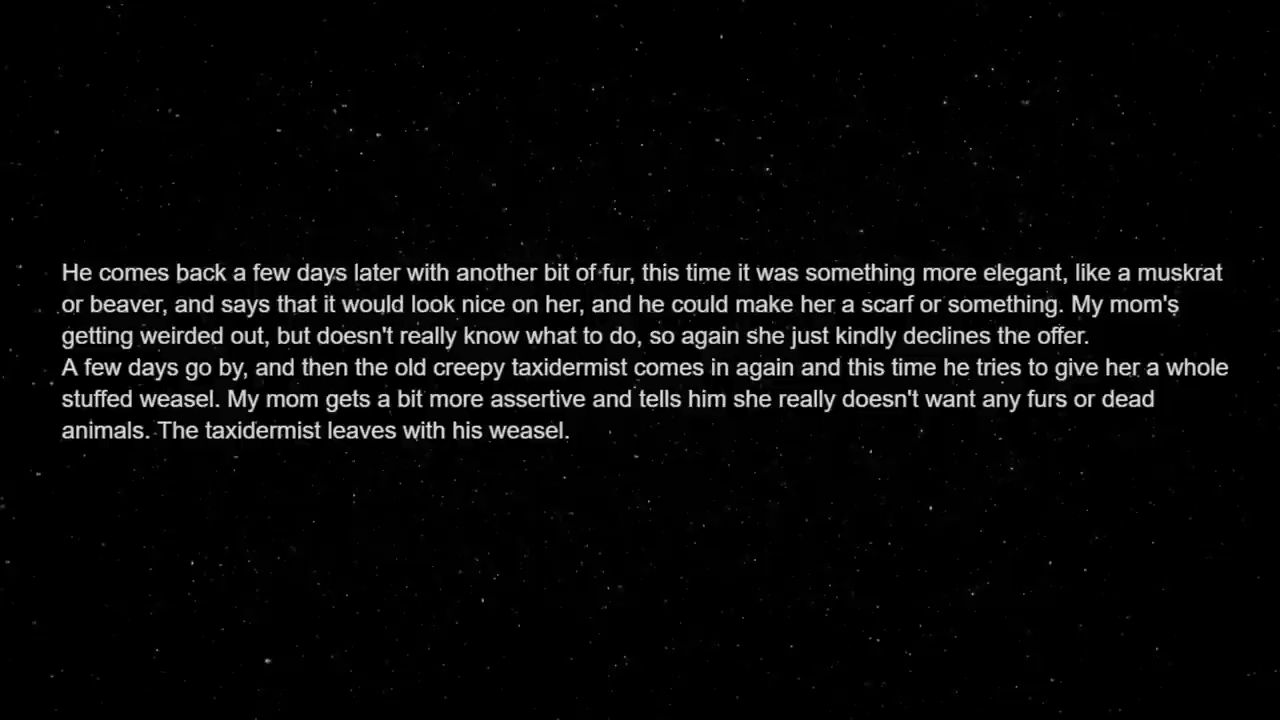 He comes back a few days later with another bit of fur, this time it was something more elegant, like a muskrat
or beaver, and says that it would look nice on her, and he could make her a scarf or something. My mom's
getting weirded out, but doesn't really know what to do, so again she just kindly declines the offer.
A few days go by, and then the old creepy taxidermist comes in again and this time he tries to give her a whole
stuffed weasel. My mom gets a bit more assertive and tells him she really doesn't want any furs or dead
animals. The taxidermist leaves with his weasel.